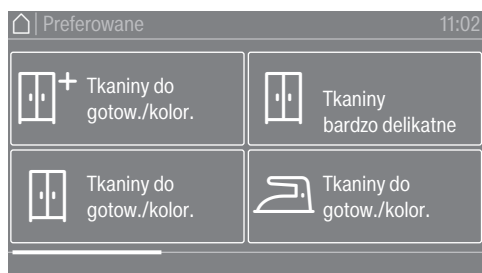 Preferowane 11:02
Tkaniny do
gotow./kolor.
Tkaniny
bardzo delikatne
Tkaniny do
gotow./kolor.
Tkaniny do
gotow./kolor.